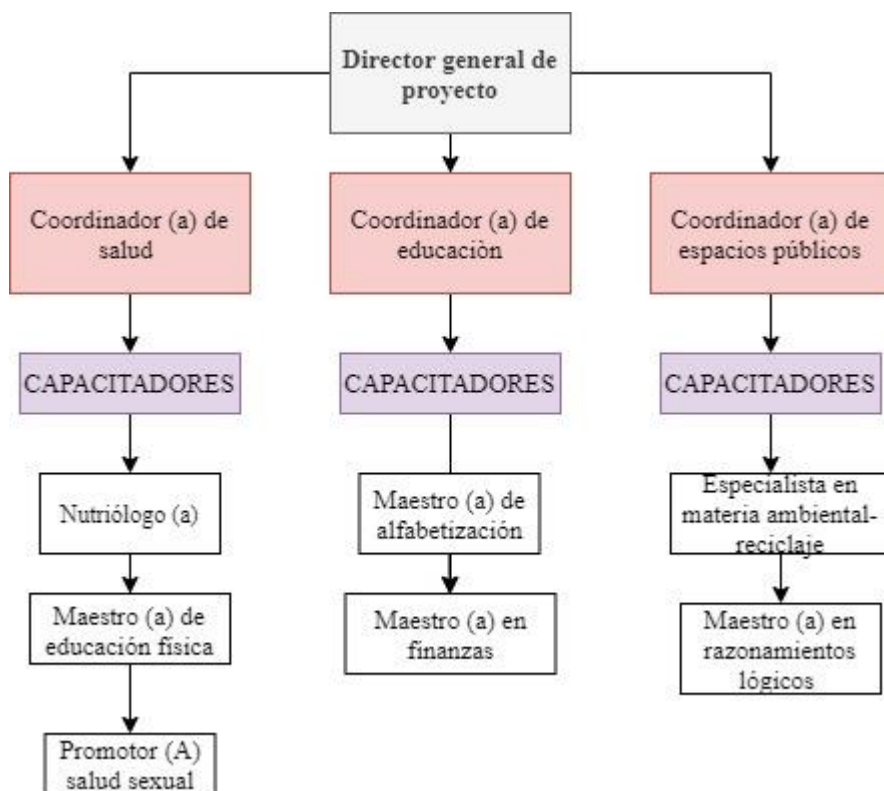 Director general de
proyecto
Coordinador (a) de
salud
Coordinador (a) de
educaciòn
Coordinador (a) de
espacios públicos
CAPACITADORES
CAPACITADORES
CAPACITADORES
Nutriólogo (a)
Maestro (a) de
alfabetización
Especialista en
materia ambiental-
reciclaje
Maestro (a) de
educación física
Maestro (a) en
finanzas
Maestro (a) en
razonamientos
lógicos
Promotor (A)
salud sexual